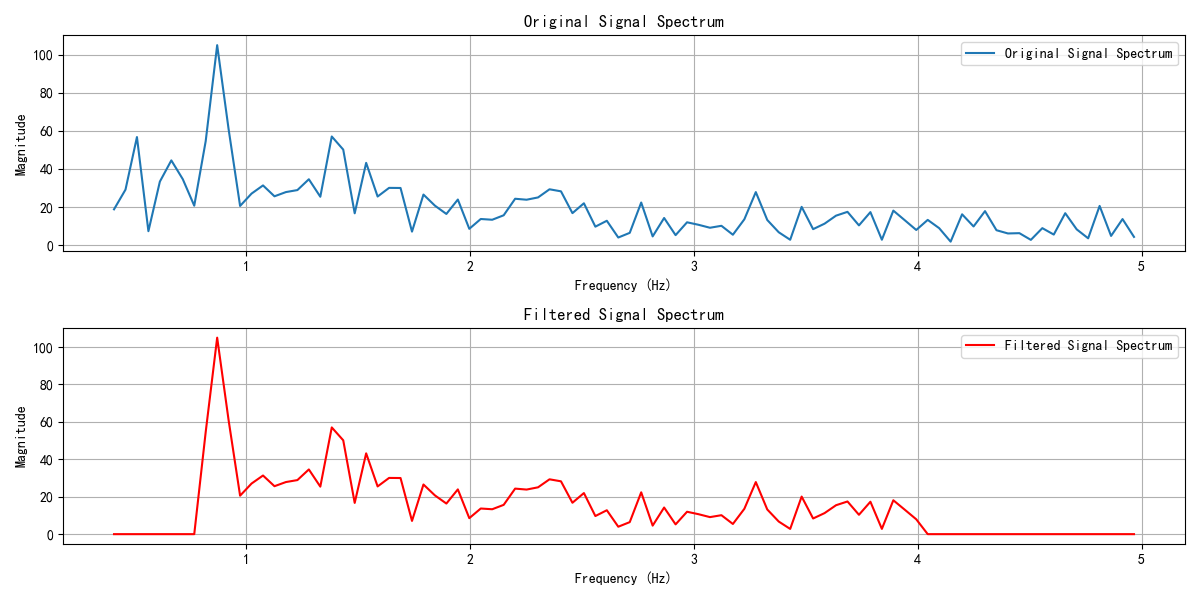 Original Signal Spectrum
Original Signal Spectrum
Magnitude
100
80
60
40
20
0
1 2 3 4 5
Frequency (Hz)
Filtered Signal Spectrum
Filtered Signal Spectrum
Magnitude
100
80
60
40
20
0
1 2 3 4 5
Frequency (Hz)